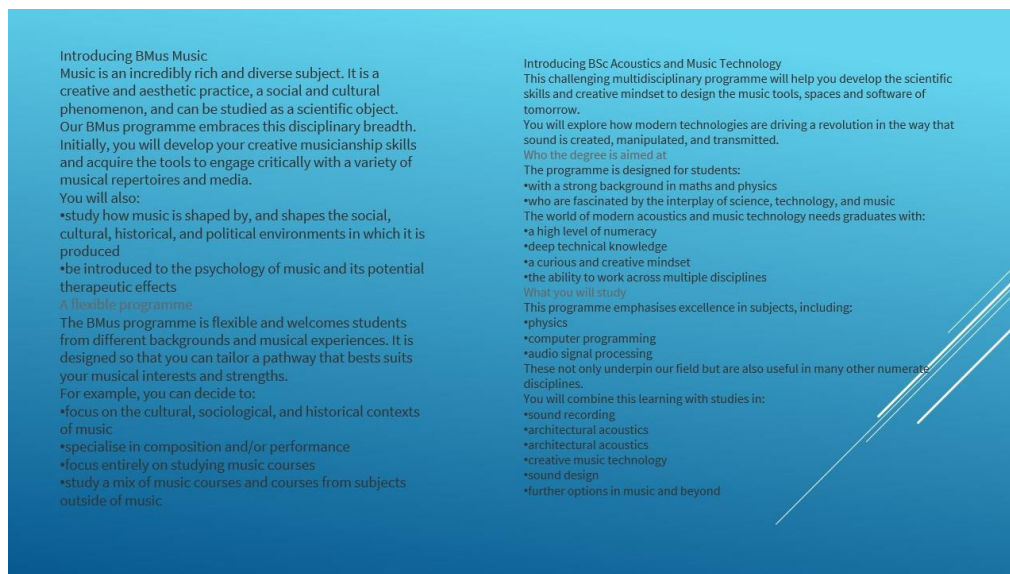 Introducing BMus Music
Music is an incredibly rich and diverse subject. It is a
creative and aesthetic practice, a social and cultural
phenomenon, and can be studied as a scientific object.
Our BMus programme embraces this disciplinary breadth.
Initially, you will develop your creative musicianship skills
and acquire the tools to engage critically with a variety of
musical repertoires and media.
You will also:
•study how music is shaped by, and shapes the social,
cultural, historical, and political environments in which it is
produced
•be introduced to the psychology of music and its potential
therapeutic effects
A flexible programme
The BMus programme is flexible and welcomes students
from different backgrounds and musical experiences. It is
designed so that you can tailor a pathway that bests suits
your musical interests and strengths.
For example, you can decide to:
•focus on the cultural, sociological, and historical contexts
of music
•specialise in composition and/or performance
•focus entirely on studying music courses
•study a mix of music courses and courses from subjects
outside of music
Introducing BSc Acoustics and Music Technology
This challenging multidisciplinary programme will help you develop the scientific
skills and creative mindset to design the music tools, spaces and software of
tomorrow.
You will explore how modern technologies are driving a revolution in the way that
sound is created, manipulated, and transmitted.
Who the degree is aimed at
The programme is designed for students:
•with a strong background in maths and physics
•who are fascinated by the interplay of science, technology, and music
The world of modern acoustics and music technology needs graduates with:
•a high level of numeracy
•deep technical knowledge
•a curious and creative mindset
•the ability to work across multiple disciplines
What you will study
This programme emphasises excellence in subjects, including:
•physics
•computer programming
•audio signal processing
These not only underpin our field but are also useful in many other numerate
disciplines.
You will combine this learning with studies in:
•sound recording
•architectural acoustics
•architectural acoustics
•creative music technology
•sound design
•further options in music and beyond